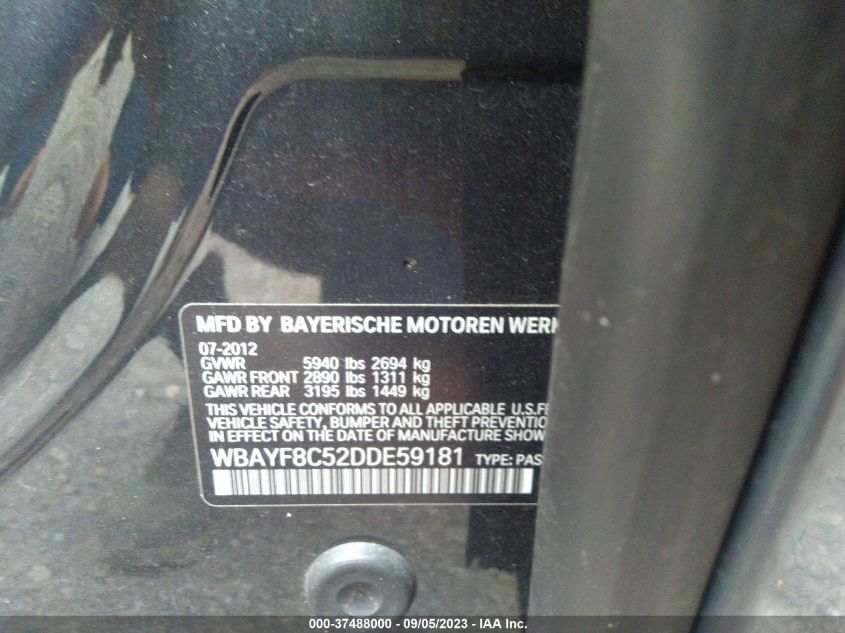 MFD BY BAYERISCHE MOTOREN WERK
07-2012
GVWR 5940 lbs 2694 kg
GAWR FRONT 2890 lbs 1311 kg
GAWR REAR 3195 lbs 1449 kg
THIS VEHICLE CONFORMS TO ALL APPLICABLE U.S.FE
VEHICLE SAFETY, BUMPER AND THEFT PREVENTIO
IN EFFECT ON THE DATE OF MANUFACTURE SHOW
WBAYF8C52DDE59181 TYPE: PAS
000-37488000 - 09/05/2023 - IAA Inc.